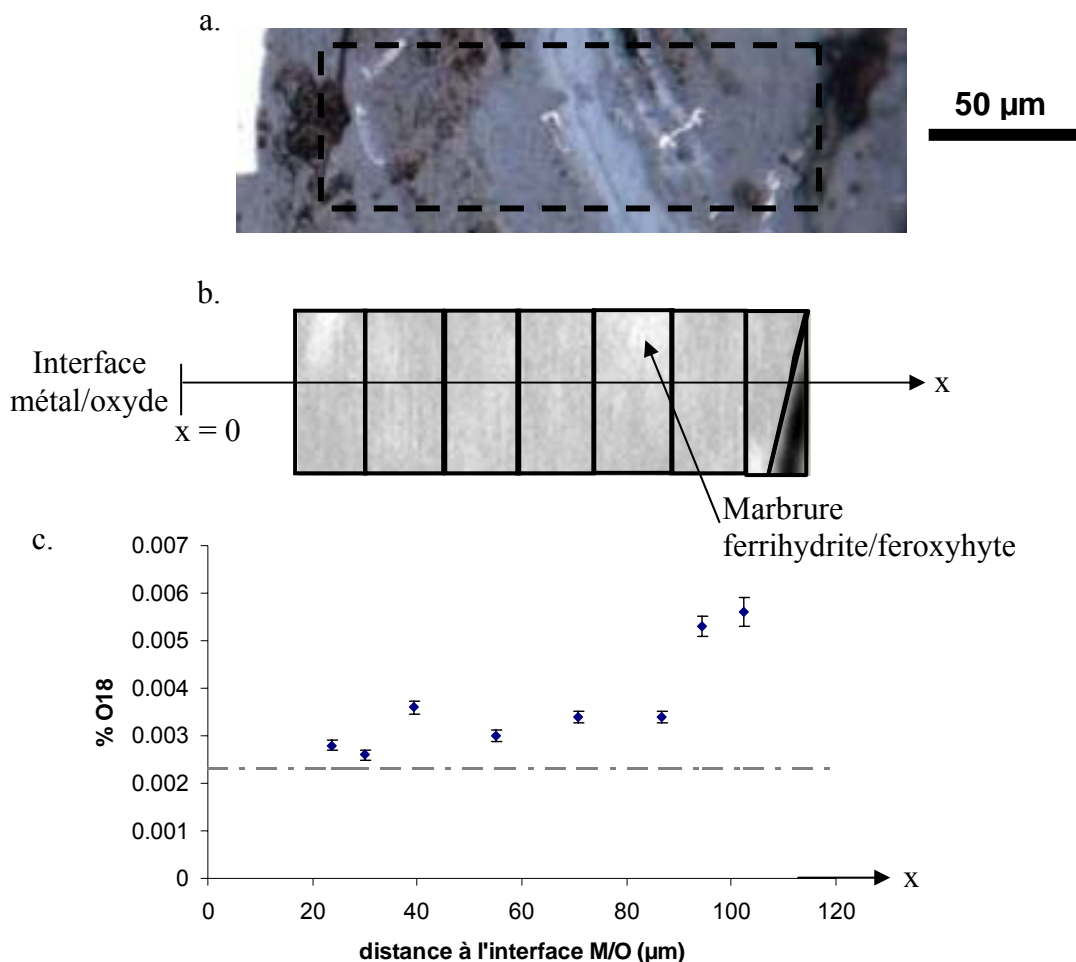 a.
50 µm
b.
Interface
métal/oxyde
x = 0
x
Marbrure
ferrihydrite/feroxyhyte
c.
0.007
0.006
0.005
0.004
0.003
0.002
0.001
0
% O18
0 20 40 60 80 100 120
x
distance à l'interface M/O (µm)